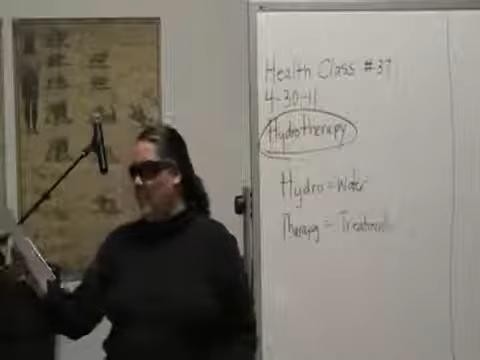 Health Class #37
4-30-11
Hydrotherapy
Hydro = Water
Therapy = Treatment